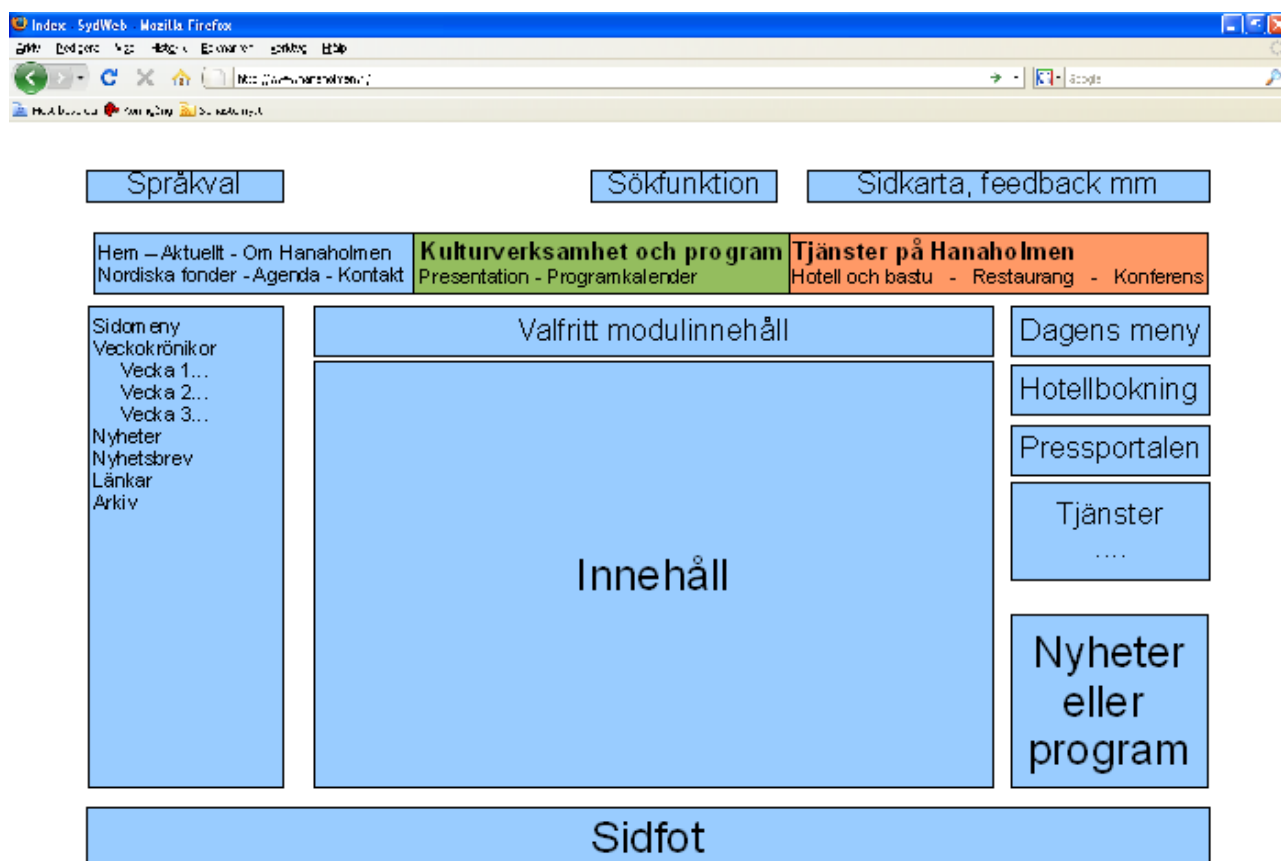 Index - SydWeb - Mozilla Firefox
Hjälp
Google
Språkval
Sökfunktion
Sidkarta, feedback mm
Hem – Aktuellt - Om Hanaholmen
Nordiska fonder - Agenda - Kontakt
Kulturverksamhet och program
Presentation - Programkalender
Tjänster på Hanaholmen
Hotell och bastu - Restaurang - Konferens
Sidomeny
Veckokrönikor
Vecka 1...
Vecka 2...
Vecka 3...
Nyheter
Nyhetsbrev
Länkar
Arkiv
Valfritt modulinnehåll
Innehåll
Dagens meny
Hotellbokning
Pressportalen
Tjänster
....
Nyheter
eller
program
Sidfot